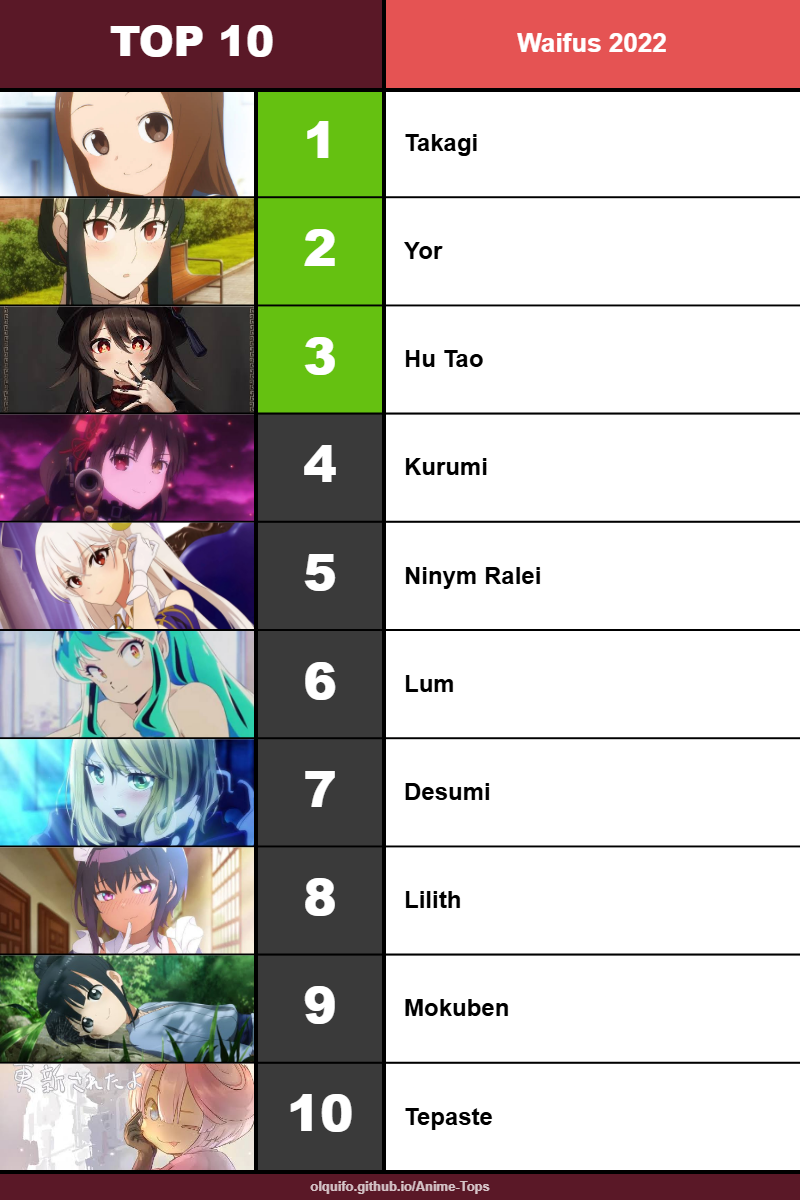 TOP 10
Waifus 2022
1
Takagi
2
Yor
3
Hu Tao
4
Kurumi
5
Ninym Ralei
6
Lum
7
Desumi
8
Lilith
9
Mokuben
更新されたよ
10
Tepaste
olquifo.github.io/Anime-Tops